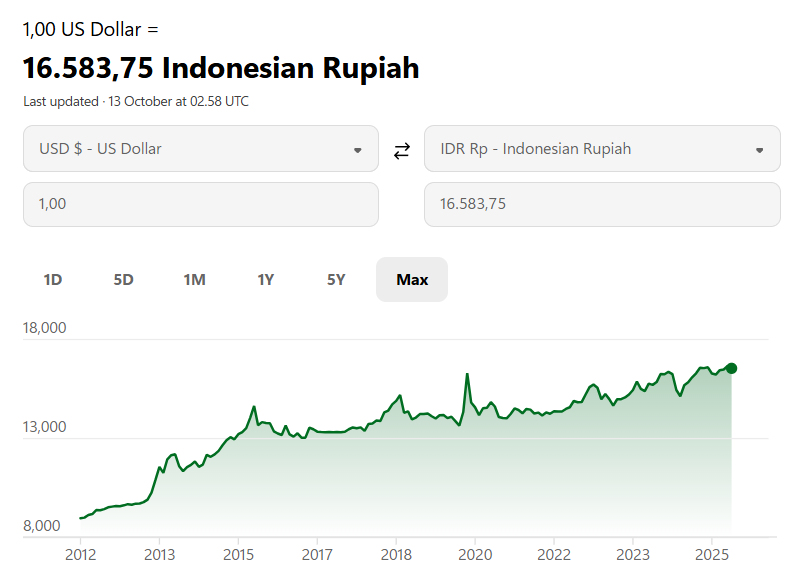 1,00 US Dollar =
16.583,75 Indonesian Rupiah
Last updated · 13 October at 02.58 UTC
USD $ - US Dollar
IDR Rp - Indonesian Rupiah
1,00
16.583,75
1D 5D 1M 1Y 5Y Max
18,000
13,000
8,000
2012 2013 2015 2017 2018 2020 2022 2023 2025